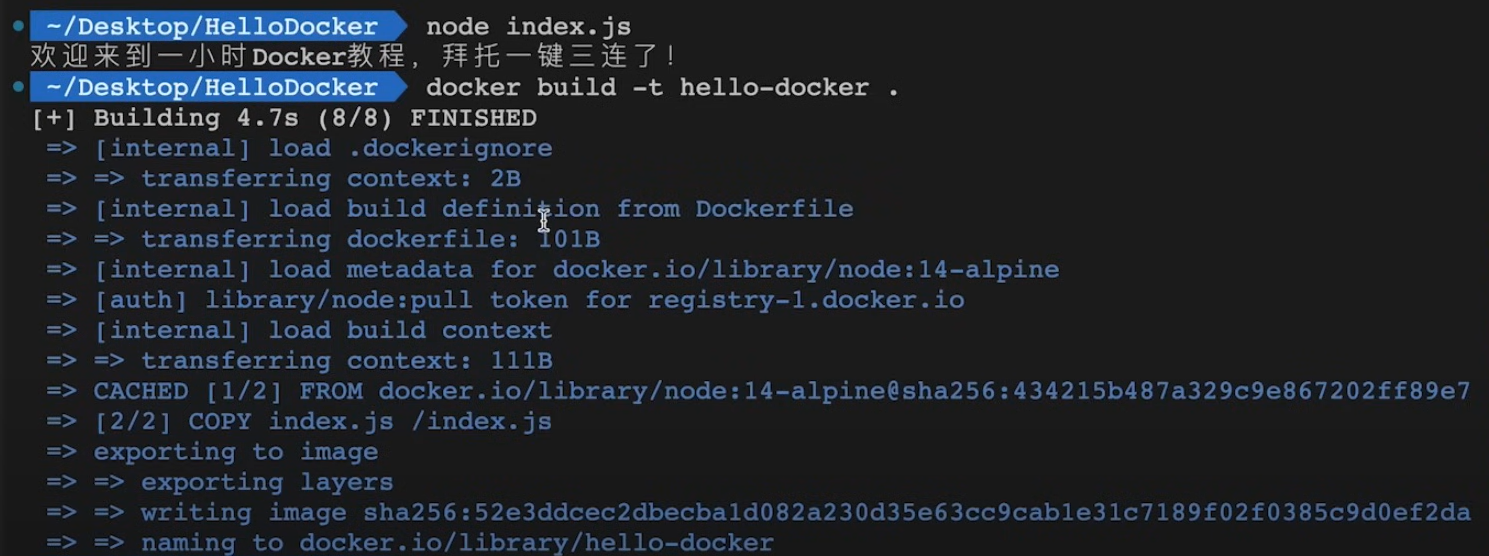 ~/Desktop/HelloDocker node index.js
欢迎来到一小时Docker教程，拜托一键三连了！
~/Desktop/HelloDocker docker build -t hello-docker .
[+] Building 4.7s (8/8) FINISHED
=> [internal] load .dockerignore
=> => transferring context: 2B
=> [internal] load build definition from Dockerfile
=> => transferring dockerfile: 101B
=> [internal] load metadata for docker.io/library/node:14-alpine
=> [auth] library/node:pull token for registry-1.docker.io
=> [internal] load build context
=> => transferring context: 111B
=> CACHED [1/2] FROM docker.io/library/node:14-alpine@sha256:434215b487a329c9e867202ff89e7
=> [2/2] COPY index.js /index.js
=> exporting to image
=> => exporting layers
=> => writing image sha256:52e3ddcec2dbecba1d082a230d35e63cc9cab1e31c7189f02f0385c9d0ef2da
=> => naming to docker.io/library/hello-docker